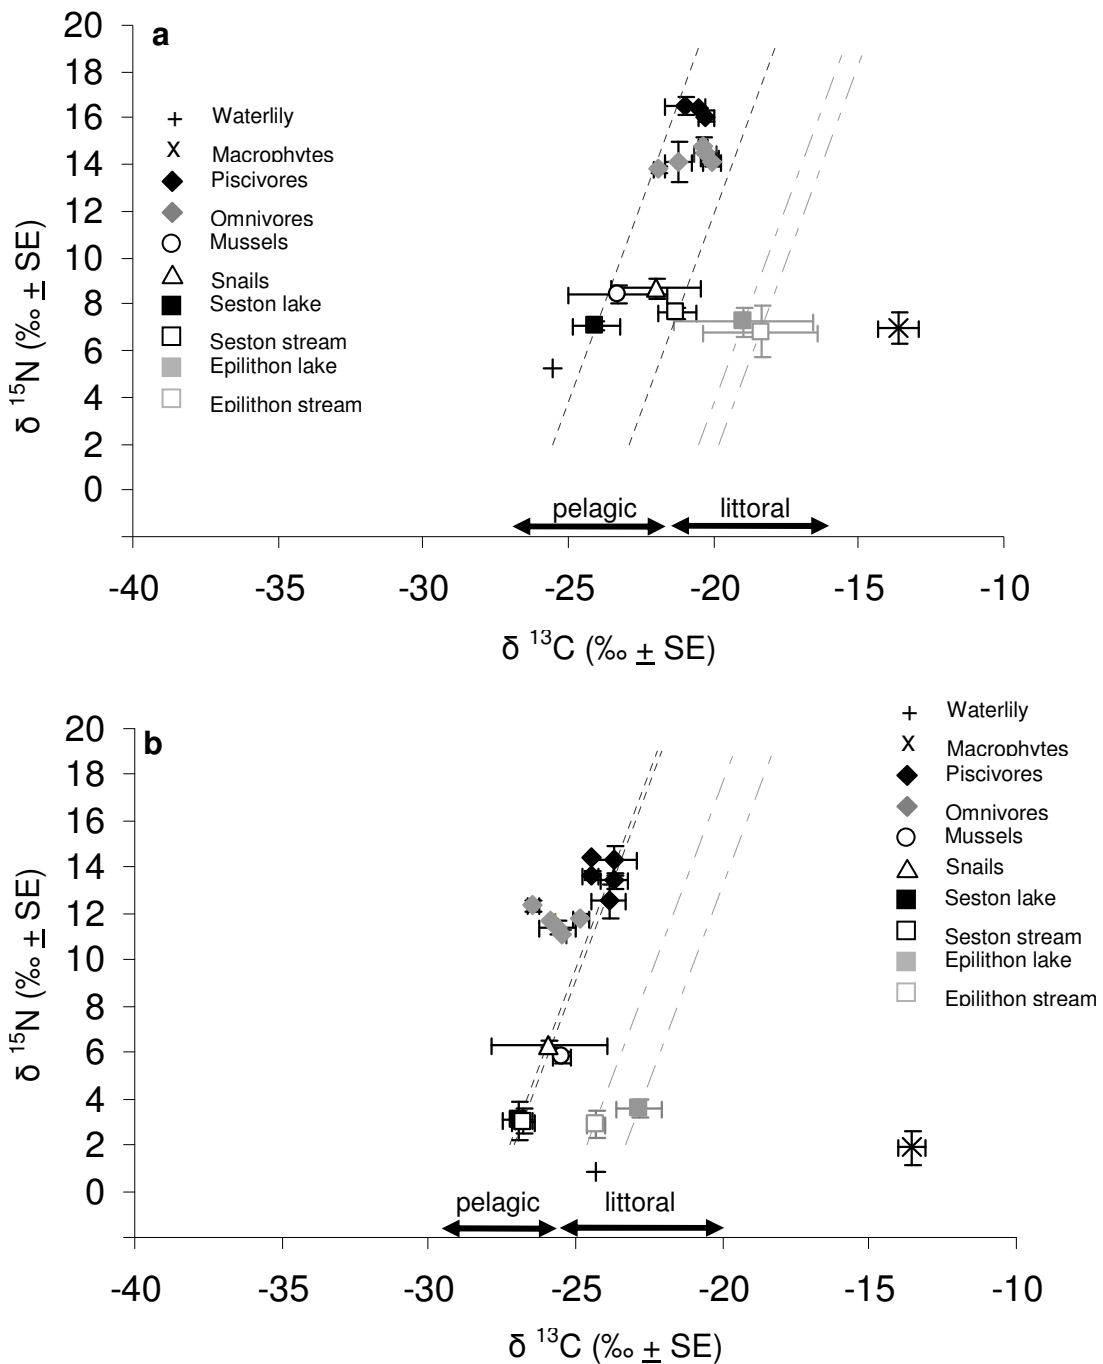 a
20
18
16
14
12
10
8
6
4
2
0
δ 15N (‰ ± SE)
+ Waterlily
x Macrophytes
Piscivores
Omnivores
Mussels
Snails
Seston lake
Seston stream
Epilithon lake
Epilithon stream
pelagic littoral
-40 -35 -30 -25 -20 -15 -10
δ 13C (‰ ± SE)
b
20
18
16
14
12
10
8
6
4
2
0
δ 15N (‰ ± SE)
+ Waterlily
x Macrophytes
Piscivores
Omnivores
Mussels
Snails
Seston lake
Seston stream
Epilithon lake
Epilithon stream
pelagic littoral
-40 -35 -30 -25 -20 -15 -10
δ 13C (‰ ± SE)